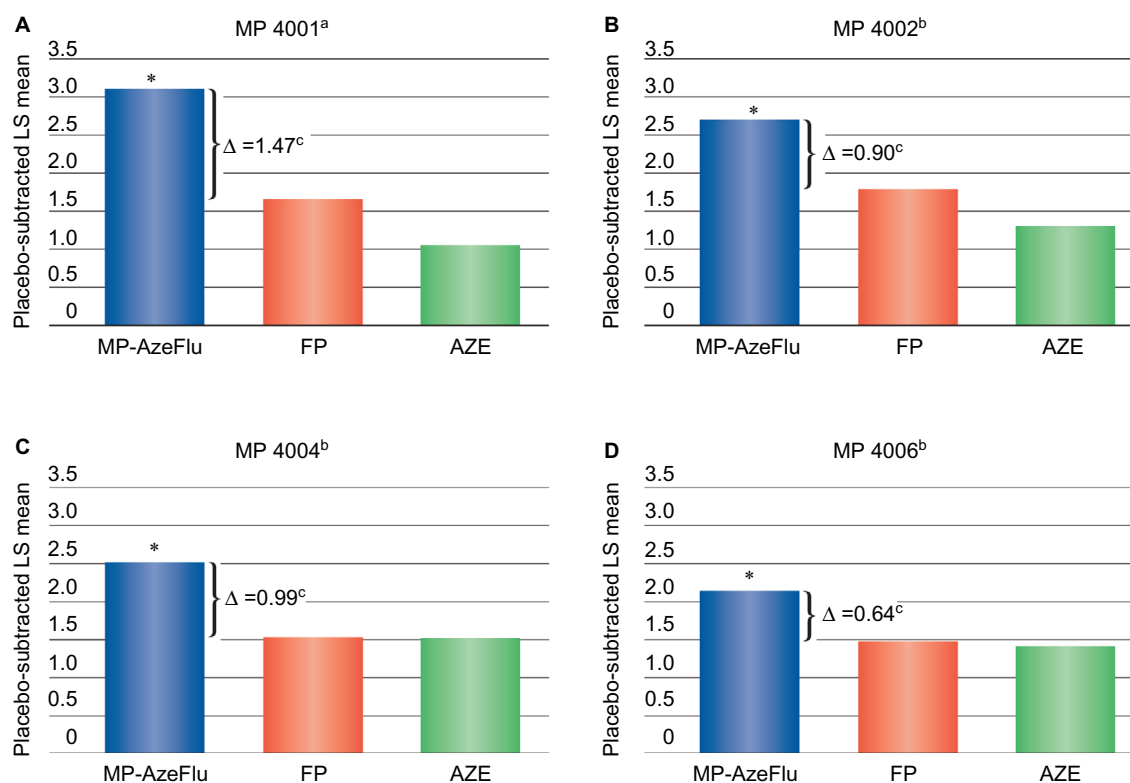 A
MP 4001ᵃ
Placebo-subtracted LS mean
3.5
3.0
2.5
2.0
1.5
1.0
0.5
0
*
Δ =1.47ᶜ
MP-AzeFlu FP AZE
B
MP 4002ᵇ
Placebo-subtracted LS mean
3.5
3.0
2.5
2.0
1.5
1.0
0.5
0
*
Δ =0.90ᶜ
MP-AzeFlu FP AZE
C
MP 4004ᵇ
Placebo-subtracted LS mean
3.5
3.0
2.5
2.0
1.5
1.0
0.5
0
*
Δ =0.99ᶜ
MP-AzeFlu FP AZE
D
MP 4006ᵇ
Placebo-subtracted LS mean
3.5
3.0
2.5
2.0
1.5
1.0
0.5
0
*
Δ =0.64ᶜ
MP-AzeFlu FP AZE